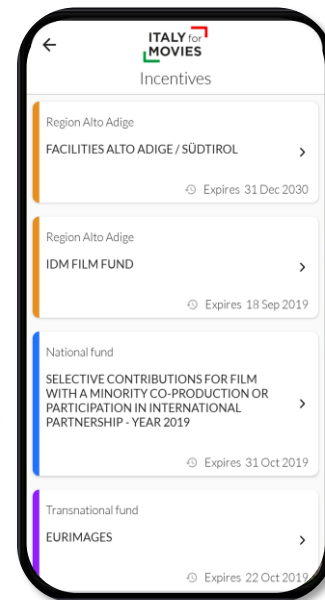 ITALY for
MOVIES
Incentives
Region Alto Adige
FACILITIES ALTO ADIGE / SÜDTIROL
Expires 31 Dec 2030
Region Alto Adige
IDM FILM FUND
Expires 18 Sep 2019
National fund
SELECTIVE CONTRIBUTIONS FOR FILM
WITH A MINORITY CO-PRODUCTION OR
PARTICIPATION IN INTERNATIONAL
PARTNERSHIP - YEAR 2019
Expires 31 Oct 2019
Transnational fund
EURIMAGES
Expires 22 Oct 2019